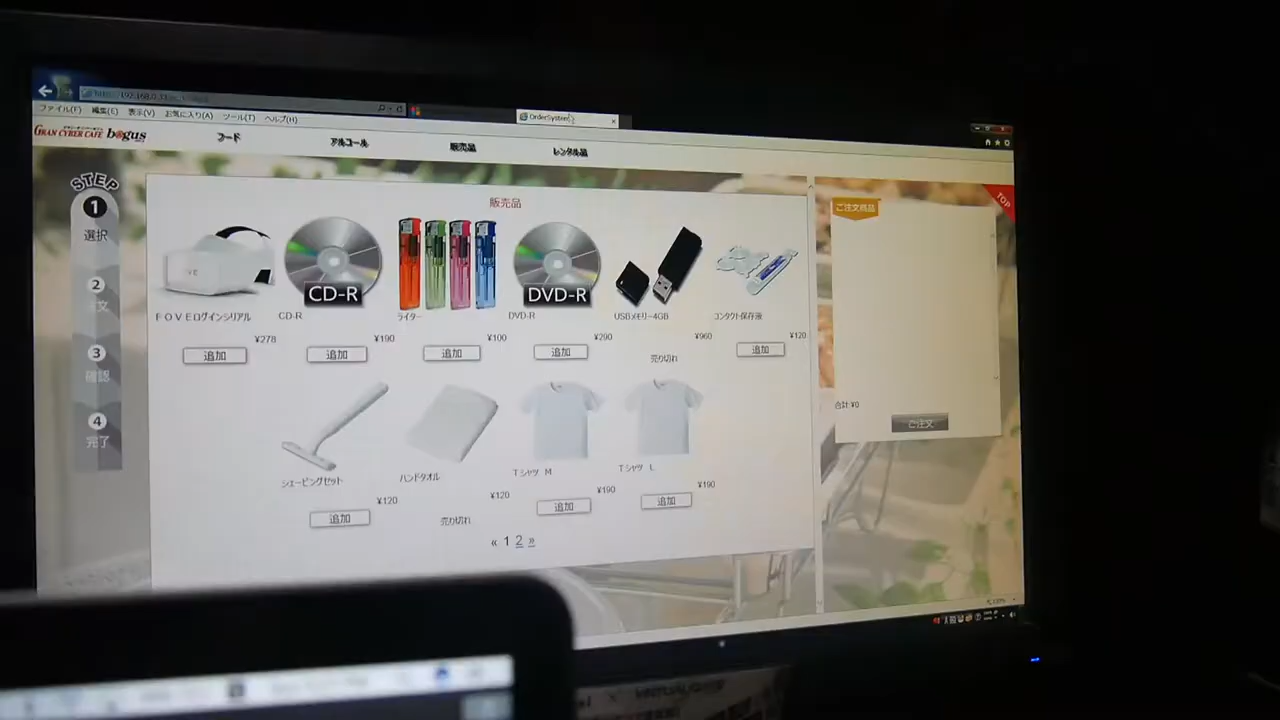 ファイル(F) 編集(E) 表示(V) お気に入り(A) ツール(T) ヘルプ(H)
OrderSystem
GRAN CYBER CAFE bagus
フード
アルコール
販売品
レンタル品
TOP
STEP
1
選択
2
注文
3
確認
4
完了
販売品
FOVEログインシリアル
¥278
追加
CD-R
CD-R
¥190
追加
ライター
¥100
追加
DVD-R
DVD-R
¥290
追加
USBメモリー4GB
¥960
売り切れ
コンタクト保存液
¥120
追加
シェービングセット
¥120
追加
ハンドタオル
¥120
売り切れ
Tシャツ M
¥190
追加
Tシャツ L
¥190
追加
« 1 2 »
ご注文商品
合計 ¥0
ご注文